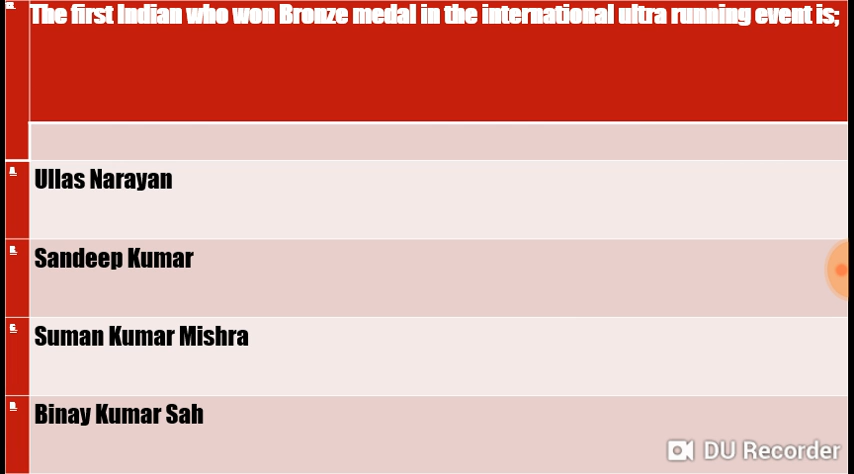 The first Indian who won Bronze medal in the international ultra running event is;
Ullas Narayan
Sandeep Kumar
Suman Kumar Mishra
Binay Kumar Sah
DU Recorder